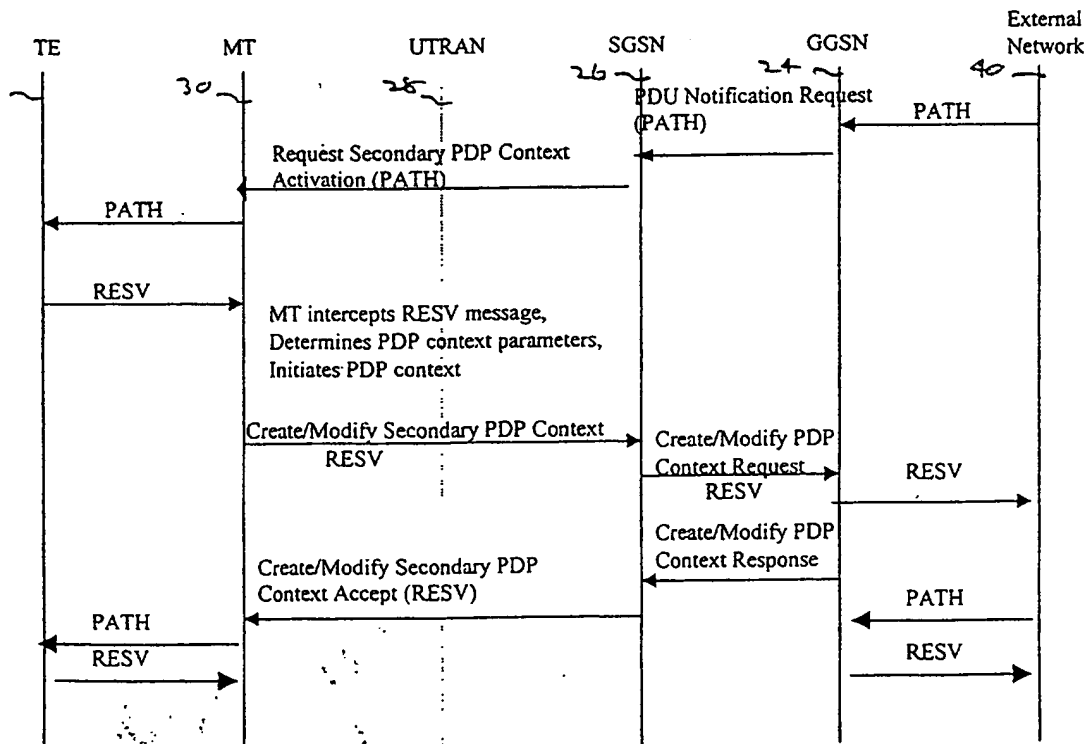 External
TE MT UTRAN SGSN GGSN Network
30 28 26 24 40
PDU Notification Request
(PATH)
PATH
Request Secondary PDP Context
Activation (PATH)
PATH
RESV
MT intercepts RESV message,
Determines PDP context parameters,
Initiates PDP context
Create/Modify Secondary PDP Context
RESV
Create/Modify PDP
Context Request
RESV
RESV
Create/Modify PDP
Context Response
Create/Modify Secondary PDP
Context Accept (RESV)
PATH
PATH
RESV
RESV